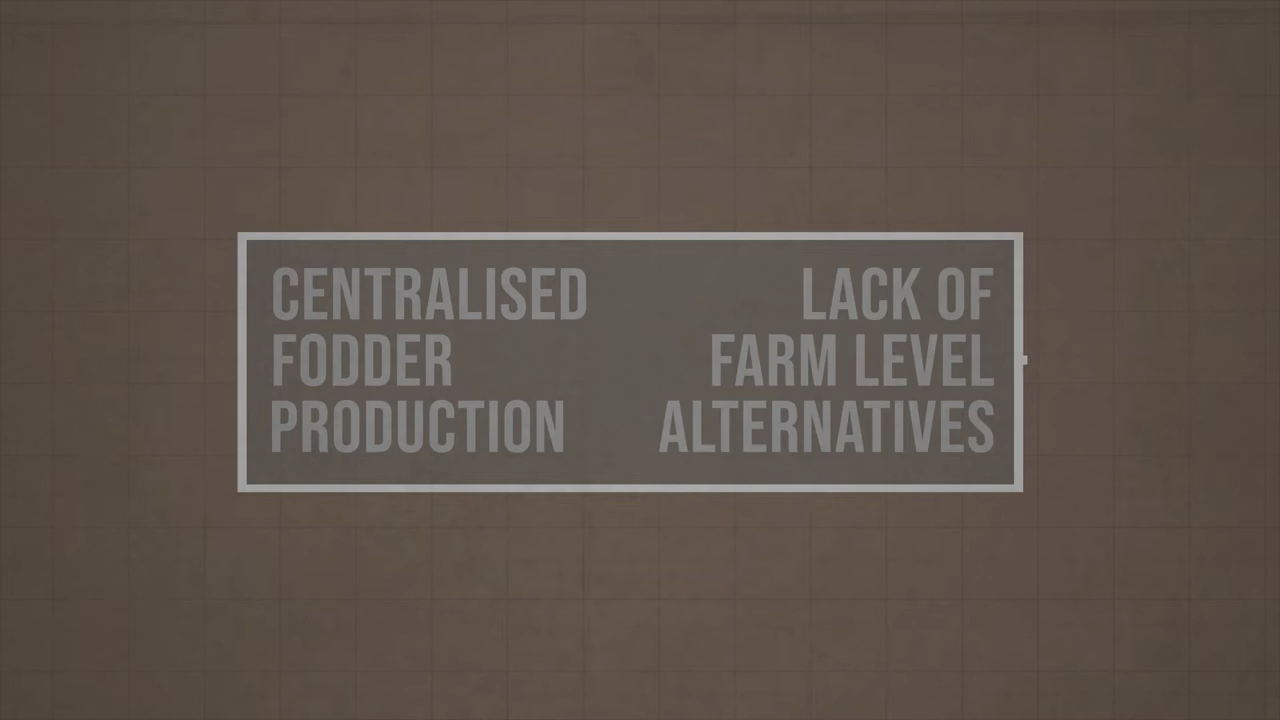 CENTRALISED
FODDER
PRODUCTION
LACK OF
FARM LEVEL
ALTERNATIVES